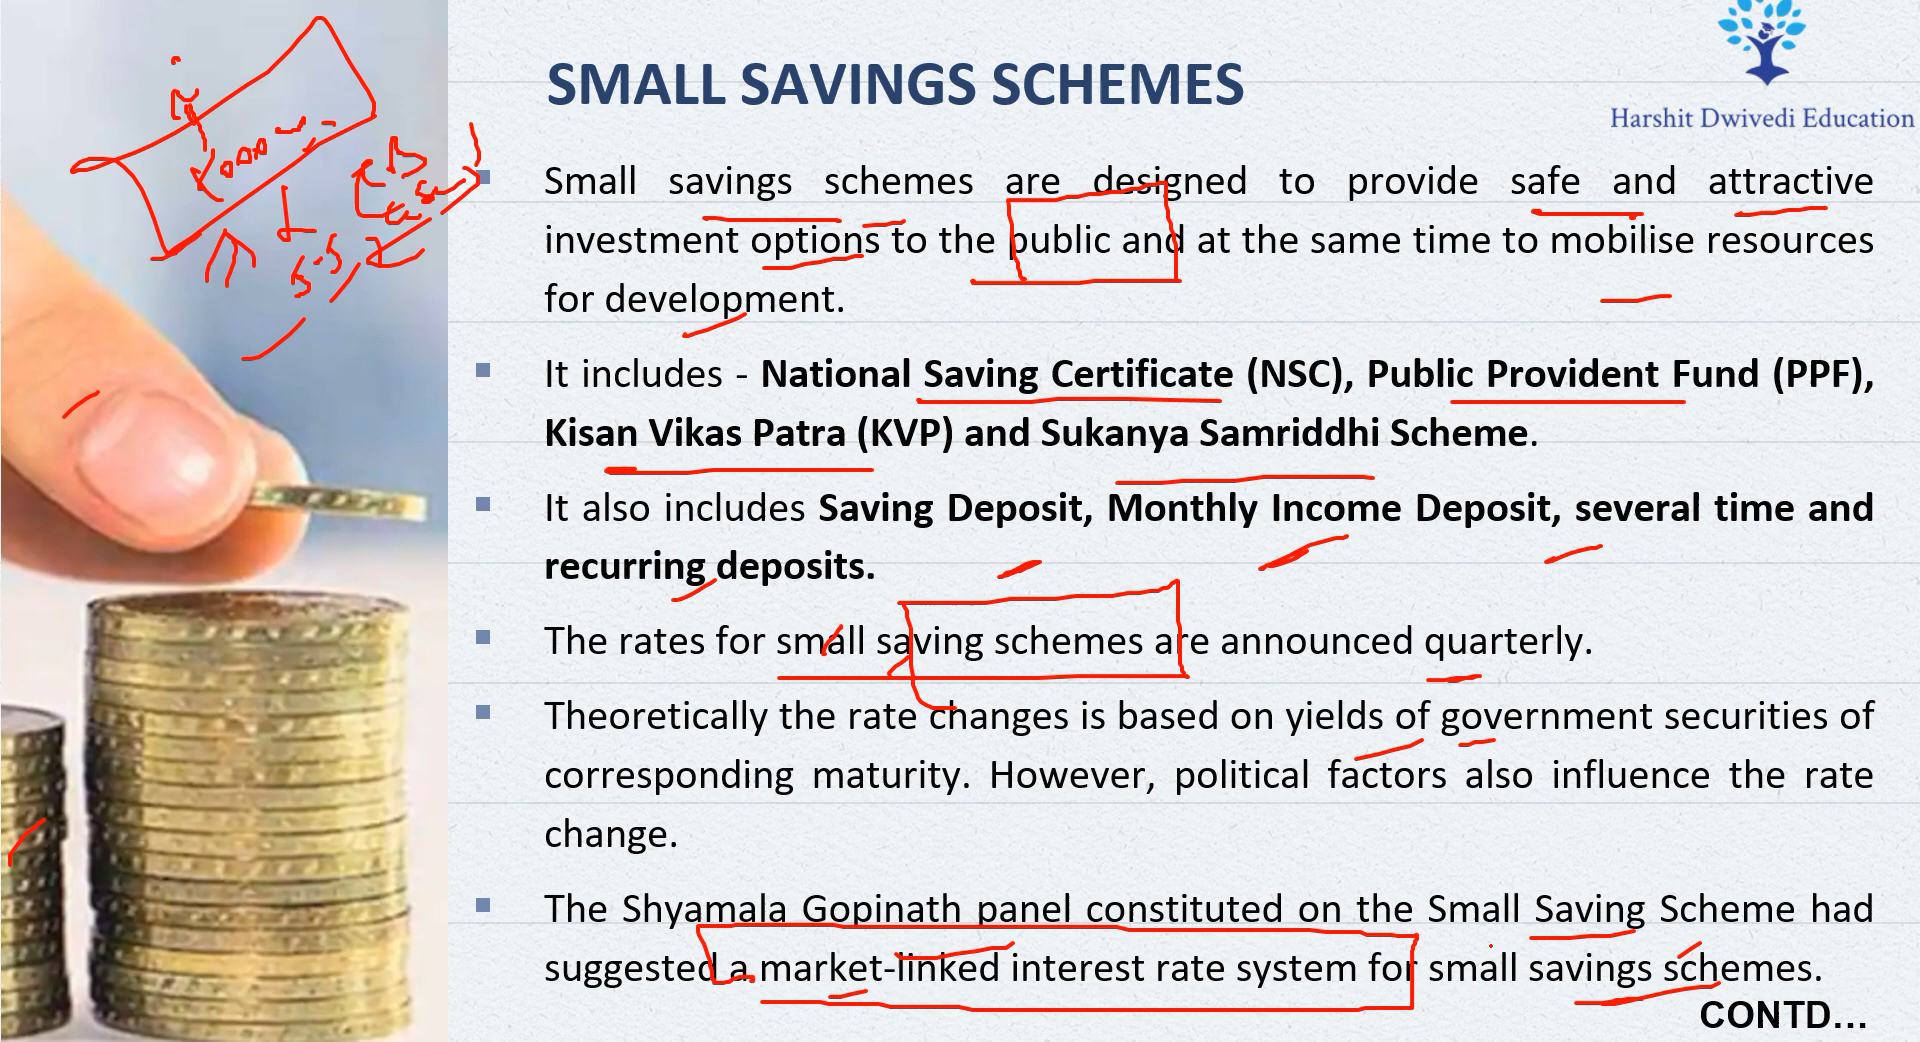 SMALL SAVINGS SCHEMES
Harshit Dwivedi Education
Small savings schemes are designed to provide safe and attractive
investment options to the public and at the same time to mobilise resources
for development.
It includes - National Saving Certificate (NSC), Public Provident Fund (PPF),
Kisan Vikas Patra (KVP) and Sukanya Samriddhi Scheme.
It also includes Saving Deposit, Monthly Income Deposit, several time and
recurring deposits.
The rates for small saving schemes are announced quarterly.
Theoretically the rate changes is based on yields of government securities of
corresponding maturity. However, political factors also influence the rate
change.
The Shyamala Gopinath panel constituted on the Small Saving Scheme had
suggested a market-linked interest rate system for small savings schemes.
CONTD...